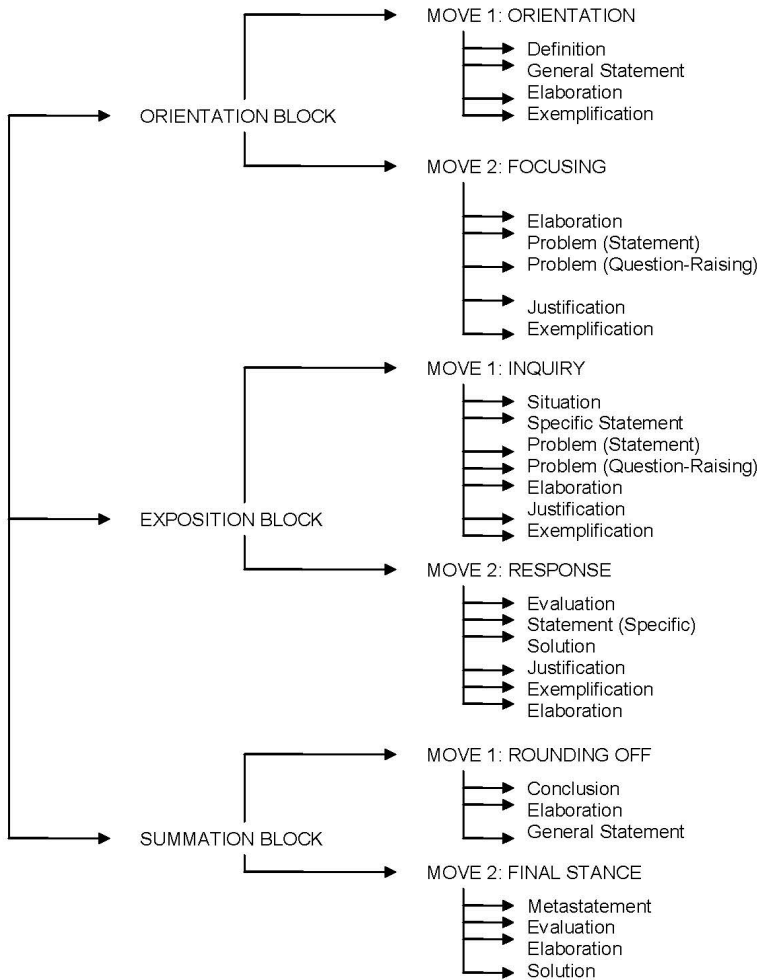 MOVE 1: ORIENTATION
Definition
General Statement
Elaboration
Exemplification
ORIENTATION BLOCK
MOVE 2: FOCUSING
Elaboration
Problem (Statement)
Problem (Question-Raising)
Justification
Exemplification
MOVE 1: INQUIRY
Situation
Specific Statement
Problem (Statement)
Problem (Question-Raising)
Elaboration
Justification
Exemplification
EXPOSITION BLOCK
MOVE 2: RESPONSE
Evaluation
Statement (Specific)
Solution
Justification
Exemplification
Elaboration
MOVE 1: ROUNDING OFF
Conclusion
Elaboration
General Statement
SUMMATION BLOCK
MOVE 2: FINAL STANCE
Metastatement
Evaluation
Elaboration
Solution